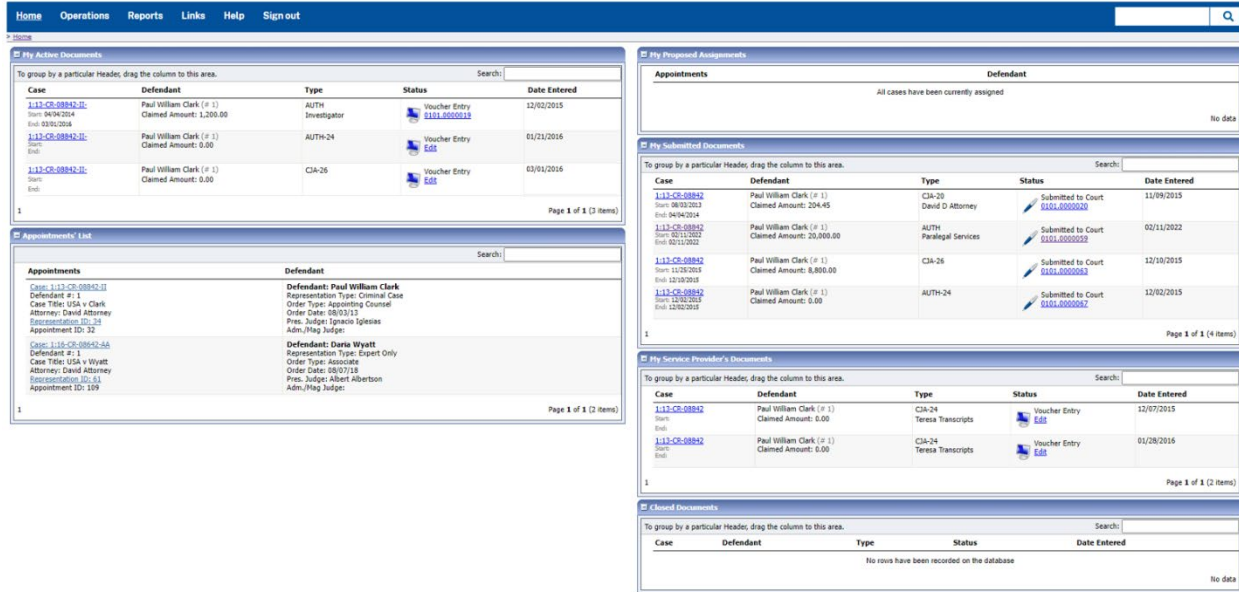 Home Operations Reports Links Help Sign out
> Home
My Active Documents
To group by a particular Header, drag the column to this area. Search:
Case Defendant Type Status Date Entered
1:13-CR-08842-II- Paul William Clark (# 1) AUTH Voucher Entry 12/02/2015
Start: 04/04/2014 Claimed Amount: 1,200.00 Investigator 0101.0000019
End: 03/01/2016
1:13-CR-08842-II- Paul William Clark (# 1) AUTH-24 Voucher Entry 01/21/2016
Start: Claimed Amount: 0.00 Edit
End:
1:13-CR-08842-II- Paul William Clark (# 1) CJA-26 Voucher Entry 03/01/2016
Start: Claimed Amount: 0.00 Edit
End:
1 Page 1 of 1 (3 items)
Appointments' List
Search:
Appointments Defendant
Case: 1:13-CR-08842-II Defendant: Paul William Clark
Defendant #: 1 Representation Type: Criminal Case
Case Title: USA v Clark Order Type: Appointing Counsel
Attorney: David Attorney Order Date: 08/03/13
Representation ID: 34 Pres. Judge: Ignacio Iglesias
Appointment ID: 32 Adm./Mag Judge:
Case: 1:16-CR-08642-AA Defendant: Daria Wyatt
Defendant #: 1 Representation Type: Expert Only
Case Title: USA v Wyatt Order Type: Associate
Attorney: David Attorney Order Date: 08/07/18
Representation ID: 61 Pres. Judge: Albert Albertson
Appointment ID: 109 Adm./Mag Judge:
1 Page 1 of 1 (2 items)
My Proposed Assignments
Appointments Defendant
All cases have been currently assigned
No data
My Submitted Documents
To group by a particular Header, drag the column to this area. Search:
Case Defendant Type Status Date Entered
1:13-CR-08842 Paul William Clark (# 1) CJA-20 Submitted to Court 11/09/2015
Start: 08/03/2013 Claimed Amount: 204.45 David D Attorney 0101.0000020
End: 04/04/2014
1:13-CR-08842 Paul William Clark (# 1) AUTH Submitted to Court 02/11/2022
Start: 02/11/2022 Claimed Amount: 20,000.00 Paralegal Services 0101.0000059
End: 02/11/2022
1:13-CR-08842 Paul William Clark (# 1) CJA-26 Submitted to Court 12/10/2015
Start: 11/25/2015 Claimed Amount: 8,800.00 0101.0000063
End: 12/10/2015
1:13-CR-08842 Paul William Clark (# 1) AUTH-24 Submitted to Court 12/02/2015
Start: 12/02/2015 Claimed Amount: 0.00 0101.0000067
End: 12/02/2015
1 Page 1 of 1 (4 items)
My Service Provider's Documents
To group by a particular Header, drag the column to this area. Search:
Case Defendant Type Status Date Entered
1:13-CR-08842 Paul William Clark (# 1) CJA-24 Voucher Entry 12/07/2015
Start: Claimed Amount: 0.00 Teresa Transcripts Edit
End:
1:13-CR-08842 Paul William Clark (# 1) CJA-24 Voucher Entry 01/28/2016
Start: Claimed Amount: 0.00 Teresa Transcripts Edit
End:
1 Page 1 of 1 (2 items)
Closed Documents
To group by a particular Header, drag the column to this area. Search:
Case Defendant Type Status Date Entered
No rows have been recorded on the database
No data